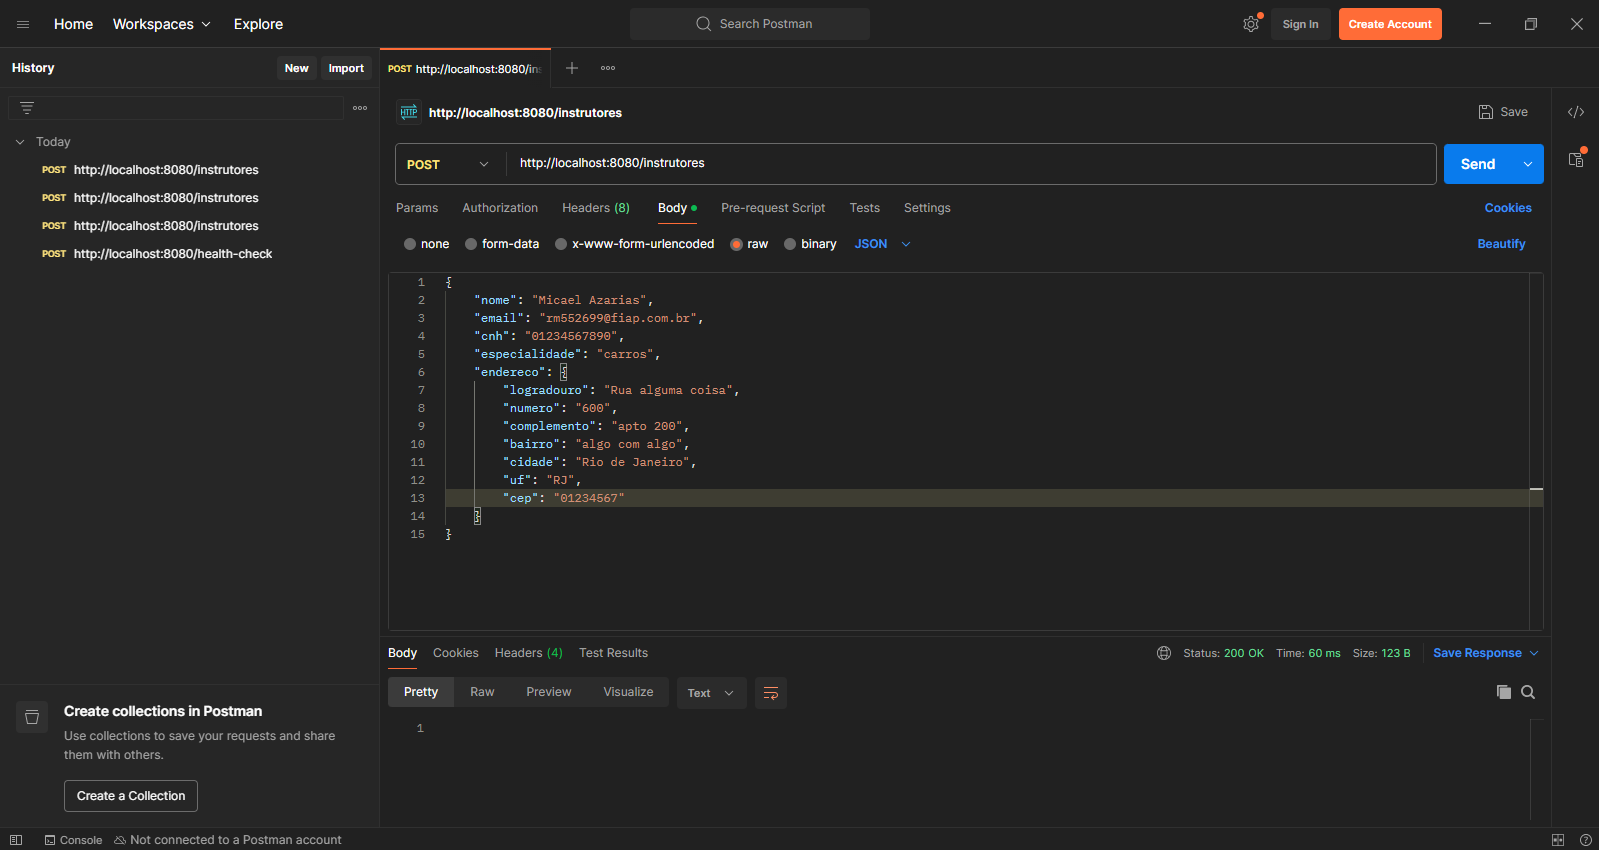 Home Workspaces Explore Search Postman Sign In Create Account
History New Import
POST http://localhost:8080/in
Today
POST http://localhost:8080/instrutores
POST http://localhost:8080/instrutores
POST http://localhost:8080/instrutores
POST http://localhost:8080/health-check
HTTP http://localhost:8080/instrutores Save
POST http://localhost:8080/instrutores Send
Params Authorization Headers (8) Body Pre-request Script Tests Settings Cookies
none form-data x-www-form-urlencoded raw binary JSON Beautify
1 {
2 "nome": "Micael Azarias",
3 "email": "rm552699@fiap.com.br",
4 "cnh": "01234567890",
5 "especialidade": "carros",
6 "endereco": {
7 "logradouro": "Rua alguma coisa",
8 "numero": "600",
9 "complemento": "apto 200",
10 "bairro": "algo com algo",
11 "cidade": "Rio de Janeiro",
12 "uf": "RJ",
13 "cep": "01234567"
14 }
15 }
Body Cookies Headers (4) Test Results Status: 200 OK Time: 60 ms Size: 123 B Save Response
Pretty Raw Preview Visualize Text
1
Create collections in Postman
Use collections to save your requests and share
them with others.
Create a Collection
Console Not connected to a Postman account